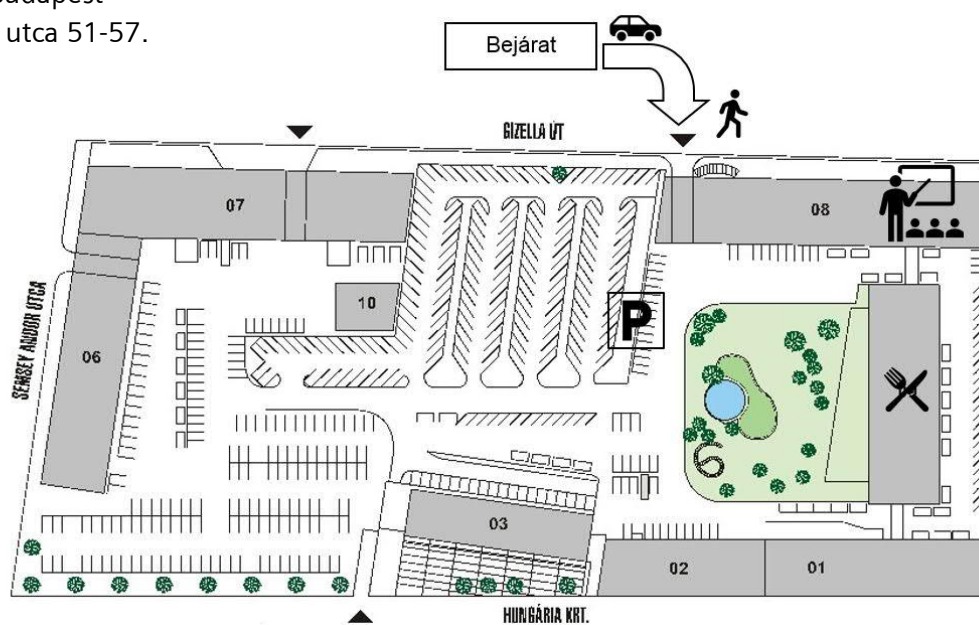 utca 51-57.
Bejárat
GIZELLA ÚT
07
08
10
P
SEMSEY ANDOR UTCA
06
03
02
01
HUNGÁRIA KRT.